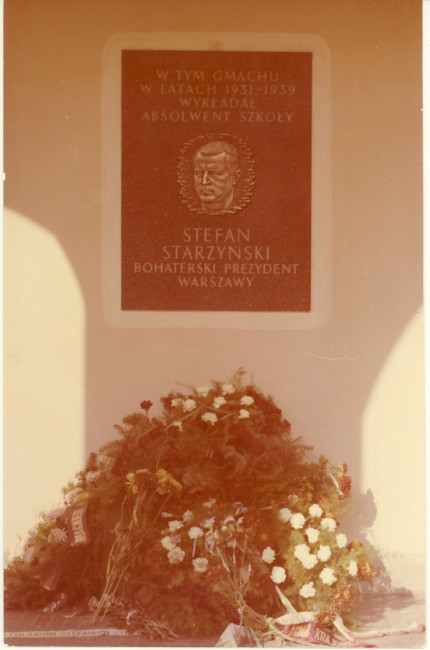 W TYM GMACHU
W LATACH 1931-1939
WYKŁADAŁ
ABSOLWENT SZKOŁY
STEFAN
STARZYŃSKI
BOHATERSKI PREZYDENT
WARSZAWY